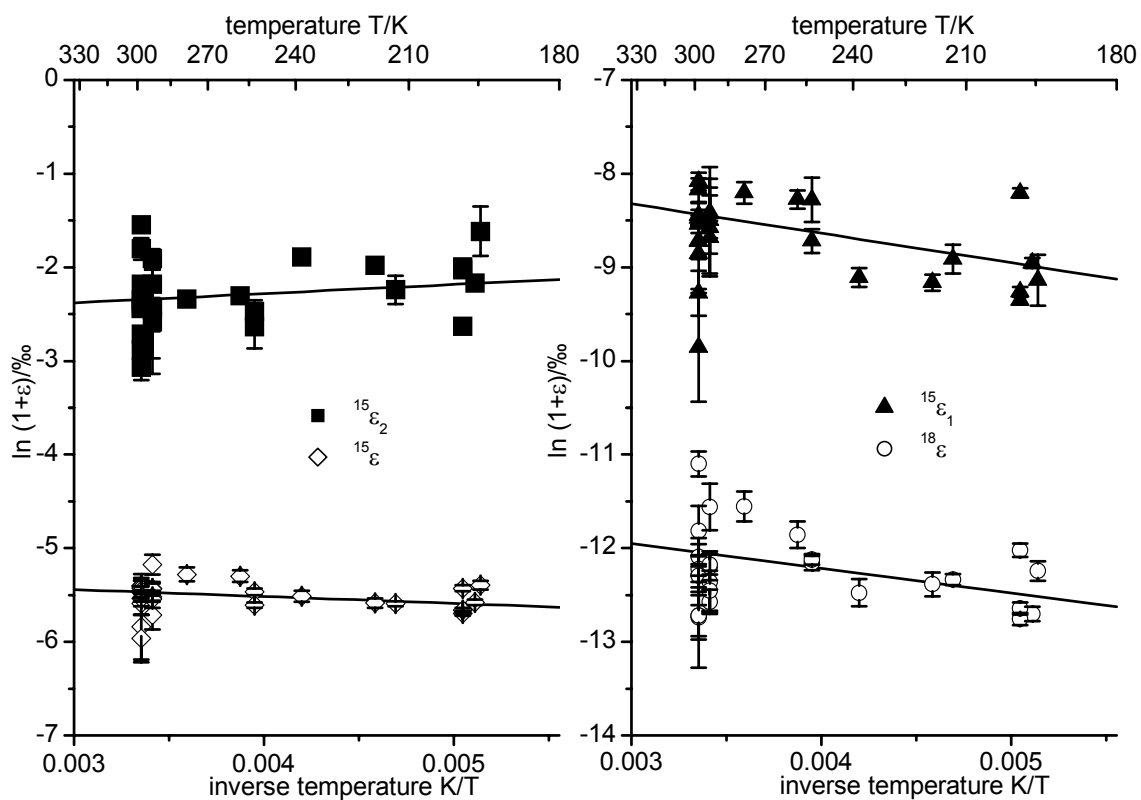 temperature T/K
330 300 270 240 210 180
0
-1
-2
-3
-4
-5
-6
-7
ln (1+ε)/‰
¹⁵ε₂
¹⁵ε
0.003 0.004 0.005
inverse temperature K/T
temperature T/K
330 300 270 240 210 180
-7
-8
-9
-10
-11
-12
-13
-14
ln (1+ε)/‰
¹⁵ε₁
¹⁸ε
0.003 0.004 0.005
inverse temperature K/T